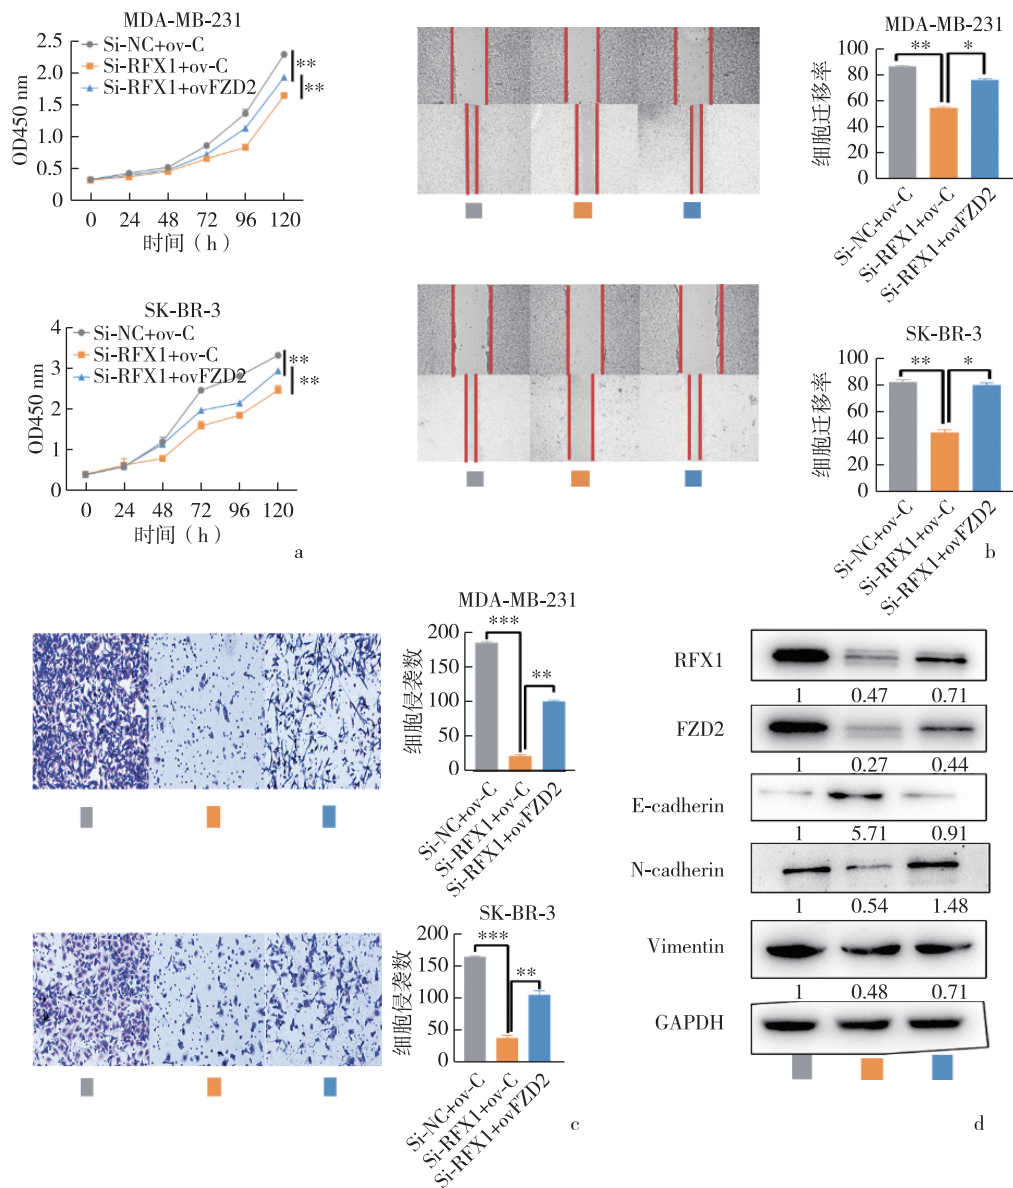 MDA-MB-231
Si-NC+ov-C
Si-RFX1+ov-C
Si-RFX1+ovFZD2
**
**
OD450 nm
2.5
2.0
1.5
1.0
0.5
0
0 24 48 72 96 120
时间（h）
SK-BR-3
Si-NC+ov-C
Si-RFX1+ov-C
Si-RFX1+ovFZD2
**
**
OD450 nm
4
3
2
1
0
0 24 48 72 96 120
时间（h）
a
MDA-MB-231
** *
细胞迁移率
100
80
60
40
20
0
Si-NC+ov-C
Si-RFX1+ov-C
Si-RFX1+ovFZD2
SK-BR-3
** *
细胞迁移率
100
80
60
40
20
0
Si-NC+ov-C
Si-RFX1+ov-C
Si-RFX1+ovFZD2
b
MDA-MB-231
***
**
细胞侵袭数
200
150
100
50
0
Si-NC+ov-C
Si-RFX1+ov-C
Si-RFX1+ovFZD2
SK-BR-3
***
**
细胞侵袭数
200
150
100
50
0
Si-NC+ov-C
Si-RFX1+ov-C
Si-RFX1+ovFZD2
c
RFX1
1 0.47 0.71
FZD2
1 0.27 0.44
E-cadherin
1 5.71 0.91
N-cadherin
1 0.54 1.48
Vimentin
1 0.48 0.71
GAPDH
d